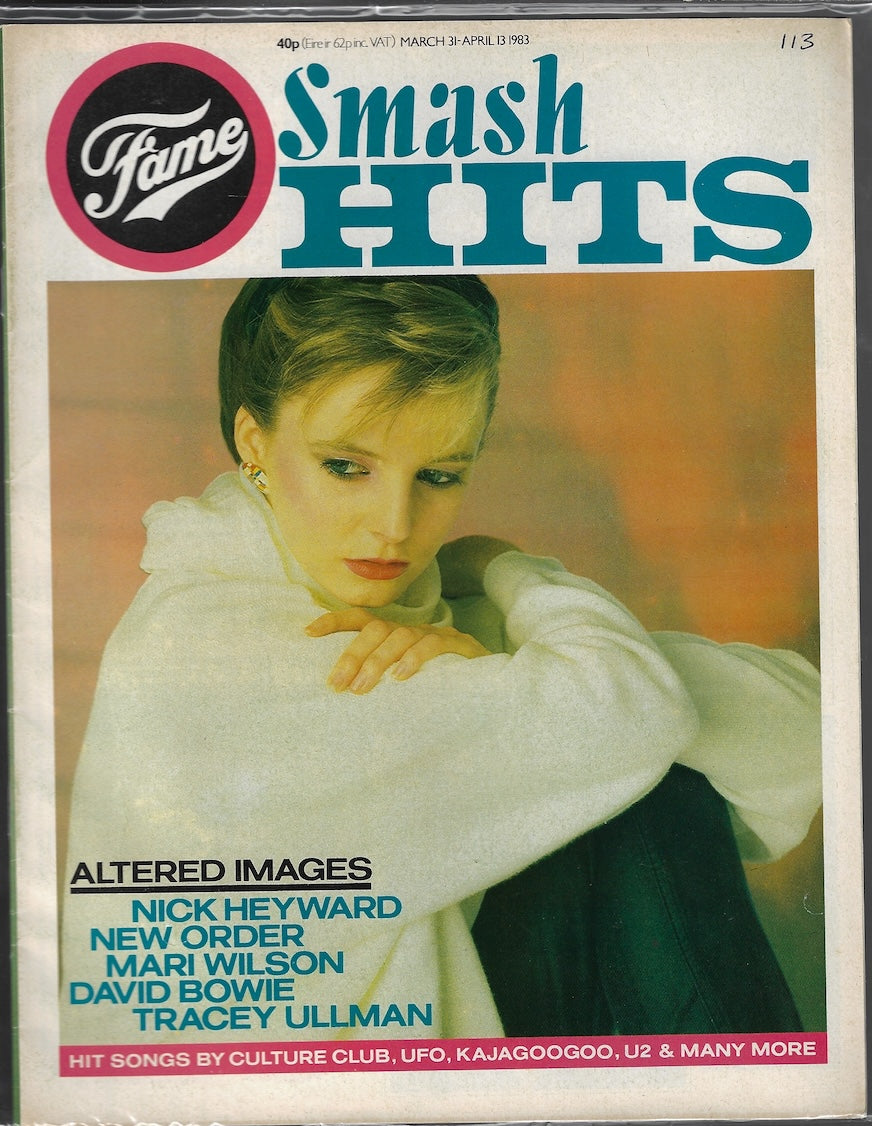 40p (Eire ir 62p inc. VAT) MARCH 31-APRIL 13 1983
113
Fame
Smash
HITS
ALTERED IMAGES
NICK HEYWARD
NEW ORDER
MARI WILSON
DAVID BOWIE
TRACEY ULLMAN
HIT SONGS BY CULTURE CLUB, UFO, KAJAGOOGOO, U2 & MANY MORE